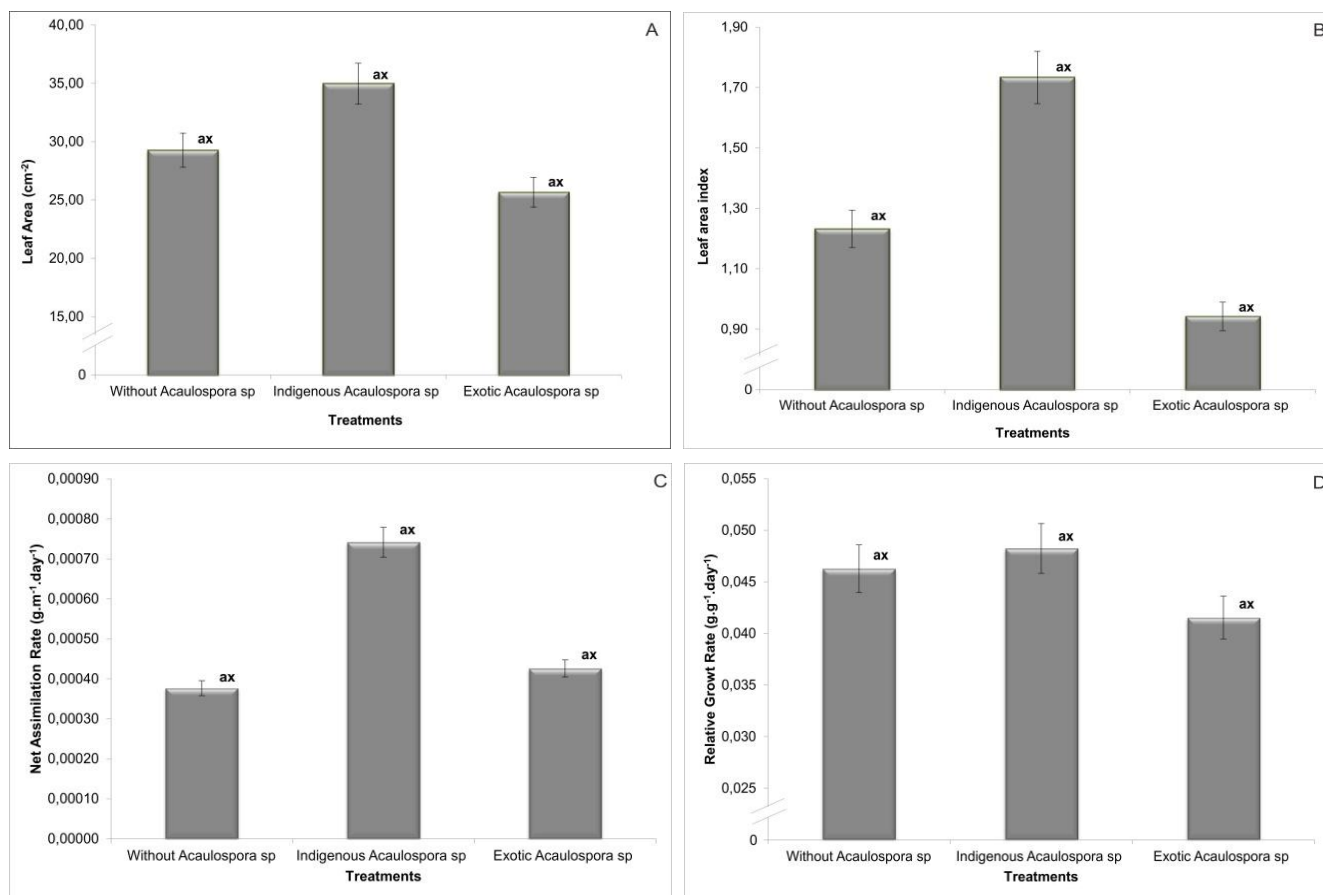 A
40,00
35,00
30,00
25,00
20,00
15,00
0
Leaf Area (cm⁻²)
ax
ax
ax
Without Acaulospora sp
Indigenous Acaulospora sp
Exotic Acaulospora sp
Treatments
B
1,90
1,70
1,50
1,30
1,10
0,90
0
Leaf area index
ax
ax
ax
Without Acaulospora sp
Indigenous Acaulospora sp
Exotic Acaulospora sp
Treatments
C
0,00090
0,00080
0,00070
0,00060
0,00050
0,00040
0,00030
0,00020
0,00010
0,00000
Net Assimilation Rate (g.m⁻¹.day⁻¹)
ax
ax
ax
Without Acaulospora sp
Indigenous Acaulospora sp
Exotic Acaulospora sp
Treatments
D
0,055
0,050
0,045
0,040
0,035
0,030
0,025
0
Relative Growt Rate (g.g⁻¹.day⁻¹)
ax
ax
ax
Without Acaulospora sp
Indigenous Acaulospora sp
Exotic Acaulospora sp
Treatments